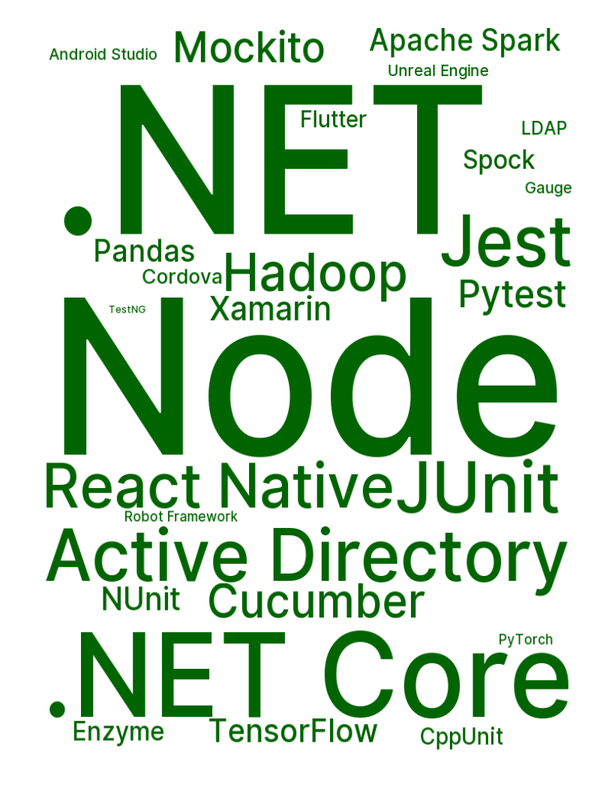 Android Studio
Mockito
Apache Spark
Unreal Engine
.NET
Flutter
LDAP
Spock
Gauge
Jest
Pandas
Cordova
Hadoop
Pytest
TestNG
Xamarin
Node
React Native
JUnit
Robot Framework
Active Directory
NUnit
Cucumber
.NET Core
PyTorch
Enzyme
TensorFlow
CppUnit